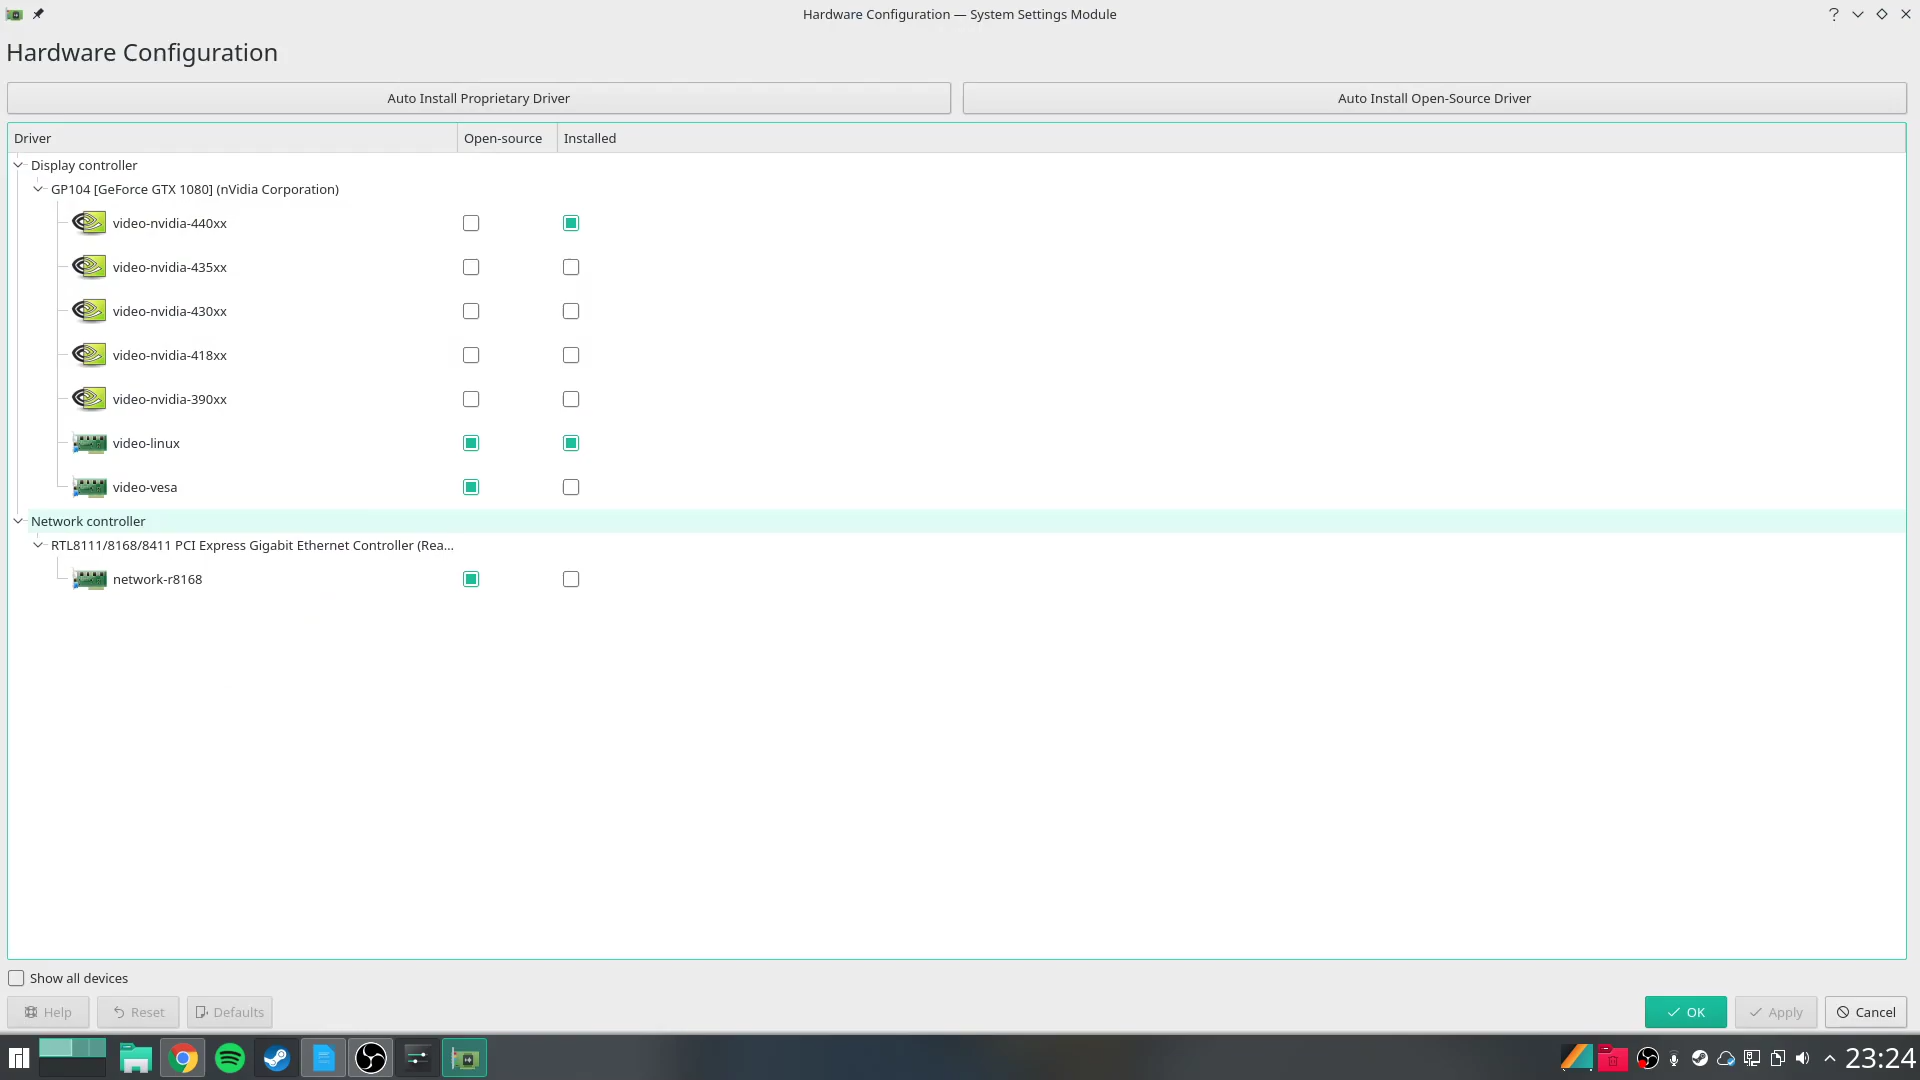 Hardware Configuration — System Settings Module
Hardware Configuration
Auto Install Proprietary Driver
Auto Install Open-Source Driver
Driver Open-source Installed
Display controller
GP104 [GeForce GTX 1080] (nVidia Corporation)
video-nvidia-440xx
video-nvidia-435xx
video-nvidia-430xx
video-nvidia-418xx
video-nvidia-390xx
video-linux
video-vesa
Network controller
RTL8111/8168/8411 PCI Express Gigabit Ethernet Controller (Rea...
network-r8168
Show all devices
Help Reset Defaults OK Apply Cancel
23:24